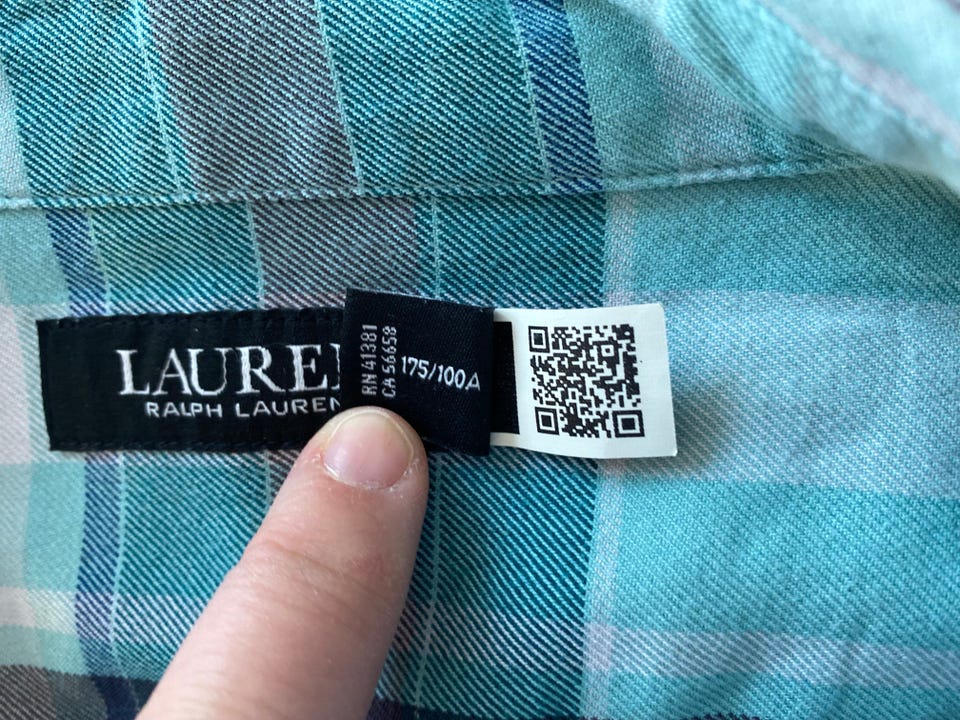 LAUREN
RALPH LAUREN
RN 41381
CA 56658
175/100A